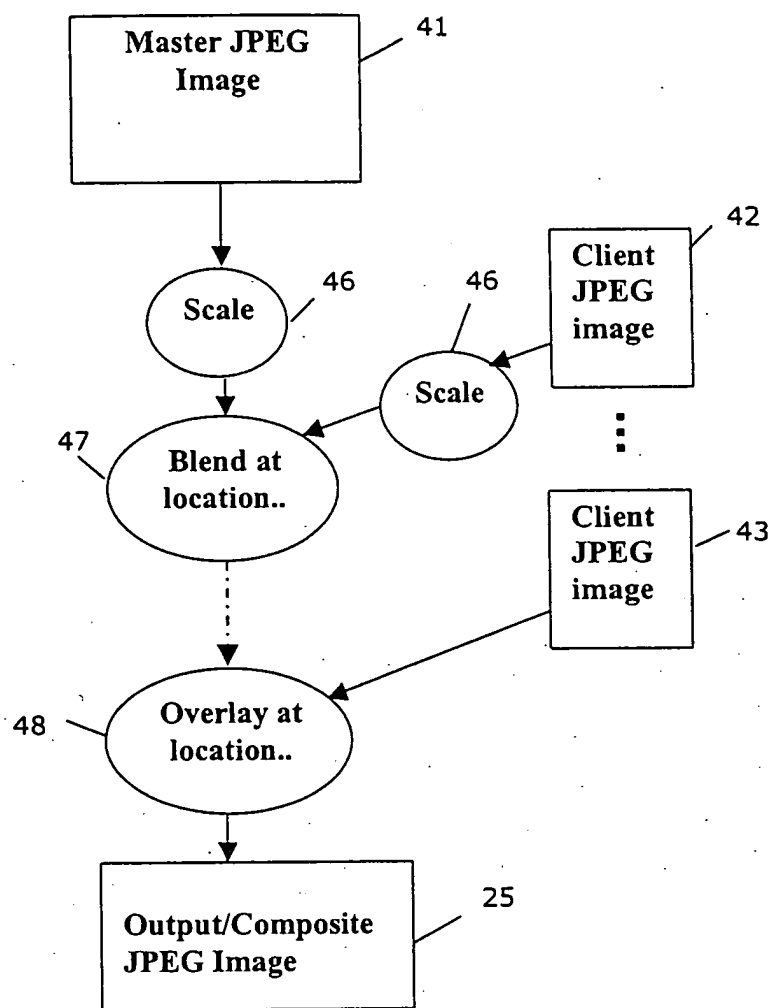 Master JPEG
Image
41
42
Client
JPEG
image
46
Scale
46
Scale
47
Blend at
location..
Client
JPEG
image
43
Overlay at
location..
48
25
Output/Composite
JPEG Image